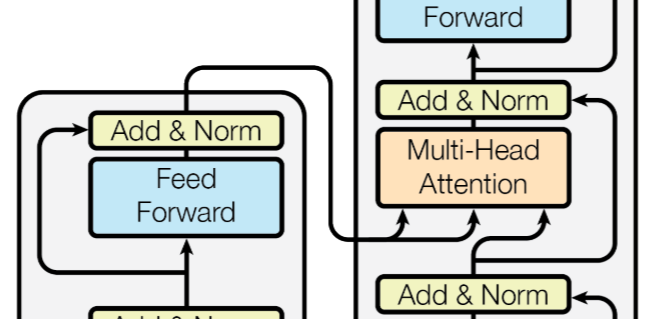 Forward
Add & Norm
Multi-Head
Attention
Add & Norm
Add & Norm
Feed
Forward